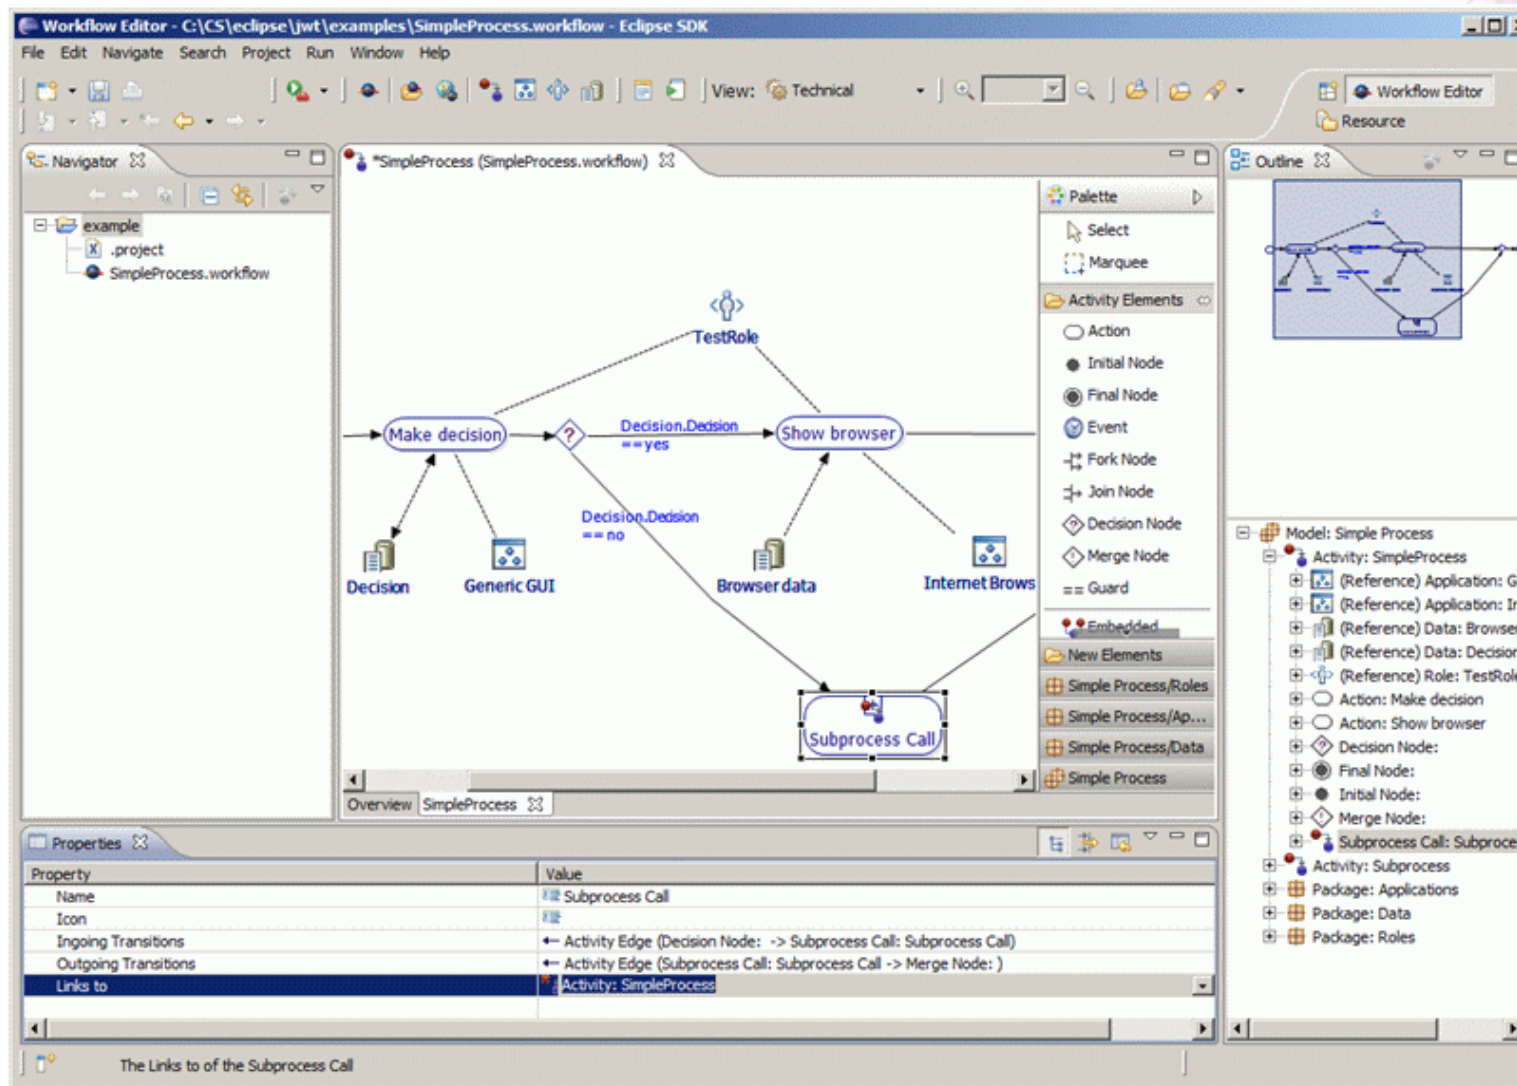 Workflow Editor - C:\CS\eclipse\jwt\examples\SimpleProcess.workflow - Eclipse SDK
File Edit Navigate Search Project Run Window Help
View: Technical
Workflow Editor
Resource
Navigator
example
.project
SimpleProcess.workflow
*SimpleProcess (SimpleProcess.workflow)
TestRole
Make decision
?
Decision.Decision
==yes
Show browser
Decision.Decision
== no
Decision
Generic GUI
Browserdata
Internet Brows
Subprocess Call
Overview SimpleProcess
Palette
Select
Marquee
Activity Elements
Action
Initial Node
Final Node
Event
Fork Node
Join Node
Decision Node
Merge Node
== Guard
Embedded
New Elements
Simple Process/Roles
Simple Process/Ap...
Simple Process/Data
Simple Process
Outline
Model: Simple Process
Activity: SimpleProcess
(Reference) Application: G
(Reference) Application: In
(Reference) Data: Browser
(Reference) Data: Decision
(Reference) Role: TestRole
Action: Make decision
Action: Show browser
Decision Node:
Final Node:
Initial Node:
Merge Node:
Subprocess Call: Subproce
Activity: Subprocess
Package: Applications
Package: Data
Package: Roles
Properties
Property Value
Name Subprocess Call
Icon
Ingoing Transitions Activity Edge (Decision Node: -> Subprocess Call: Subprocess Call)
Outgoing Transitions Activity Edge (Subprocess Call: Subprocess Call -> Merge Node: )
Links to Activity: SimpleProcess
The Links to of the Subprocess Call